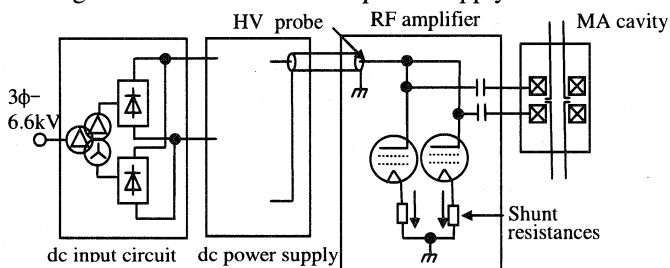 HV probe
RF amplifier
MA cavity
3ϕ-
6.6kV
Shunt
resistances
dc input circuit
dc power supply